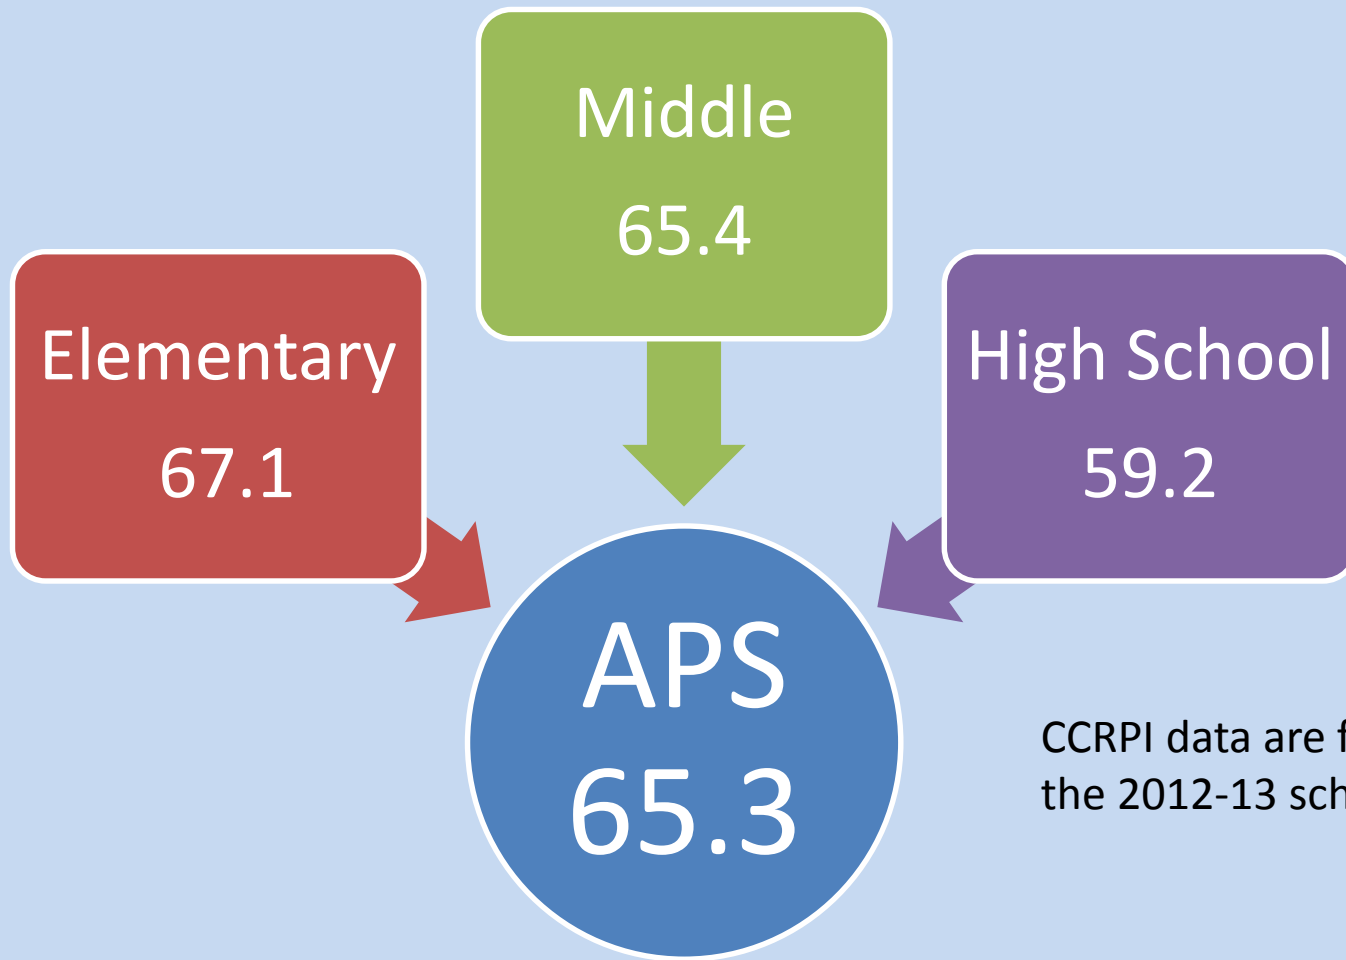 Middle
65.4
Elementary
67.1
High School
59.2
APS
65.3
CCRPI data are
the 2012-13